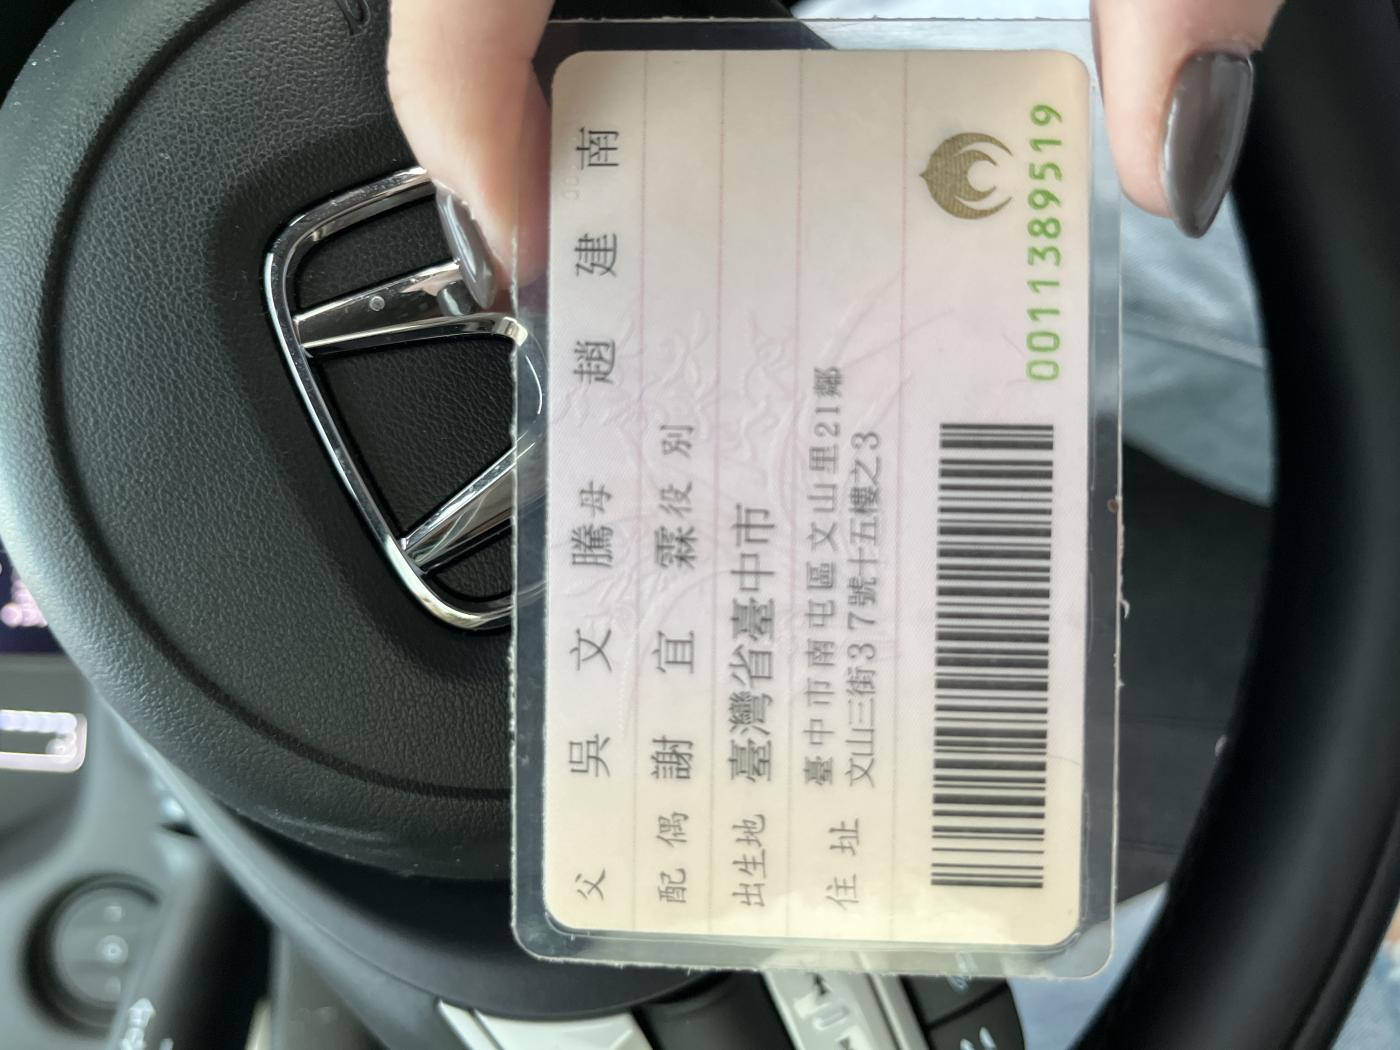 父 吳文騰 母 趙建南
配偶 謝宜霖 役別
出生地 臺灣省臺中市
住址 臺中市南屯區文山里21鄰
文山三街37號十五樓之3
0011389519